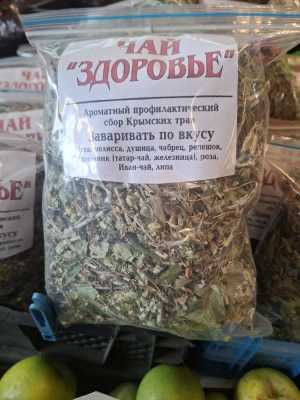 ЧАЙ
"ЗДОРОВЬЕ"
Ароматный профилактический
сбор Крымских трав
Заваривать по вкусу
мелисса, душица, чабрец, репешок,
(татар-чай, железница), роза,
Иван-чай, липа
ЗДОРОВЬЕ"